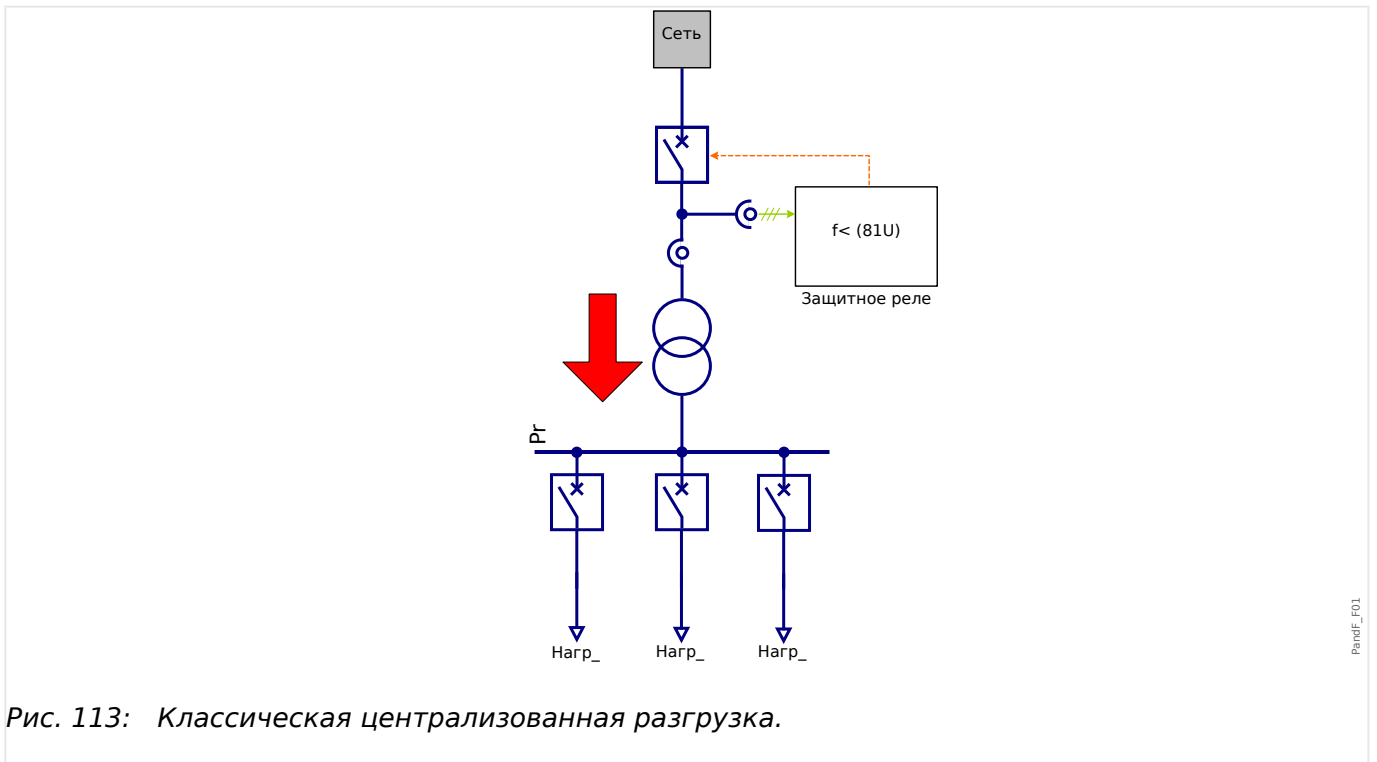 Сеть
f< (81U)
Защитное реле
Pr
Нагр_
Нагр_
Нагр_
PandF_F01
Рис. 113: Классическая централизованная разгрузка.